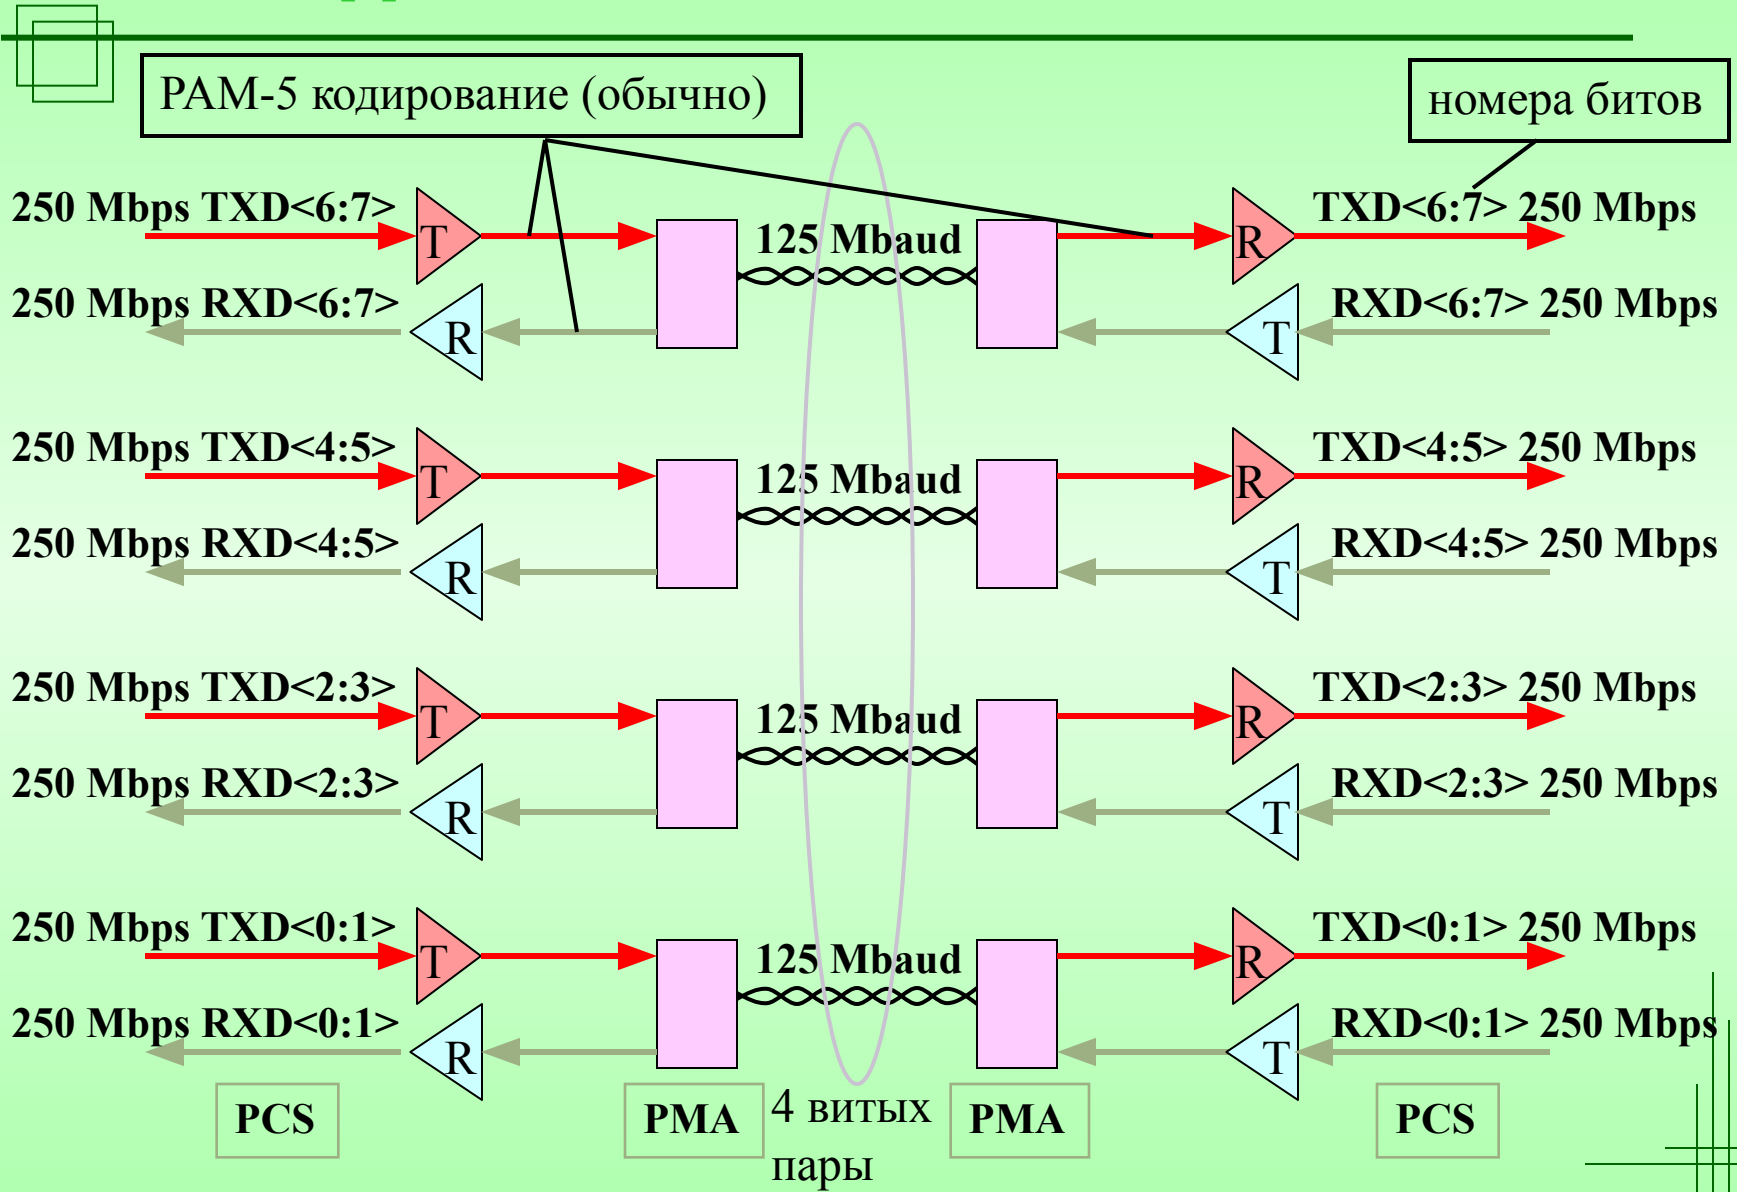 PAM-5 кодирование (обычно)
номера битов
250 Mbps TXD<6:7>
T
125 Mbaud
R
TXD<6:7> 250 Mbps
250 Mbps RXD<6:7>
R
T
RXD<6:7> 250 Mbps
250 Mbps TXD<4:5>
T
125 Mbaud
R
TXD<4:5> 250 Mbps
250 Mbps RXD<4:5>
R
T
RXD<4:5> 250 Mbps
250 Mbps TXD<2:3>
T
125 Mbaud
R
TXD<2:3> 250 Mbps
250 Mbps RXD<2:3>
R
T
RXD<2:3> 250 Mbps
250 Mbps TXD<0:1>
T
125 Mbaud
R
TXD<0:1> 250 Mbps
250 Mbps RXD<0:1>
R
T
RXD<0:1> 250 Mbps
PCS
PMA
4 витых
пары
PMA
PCS